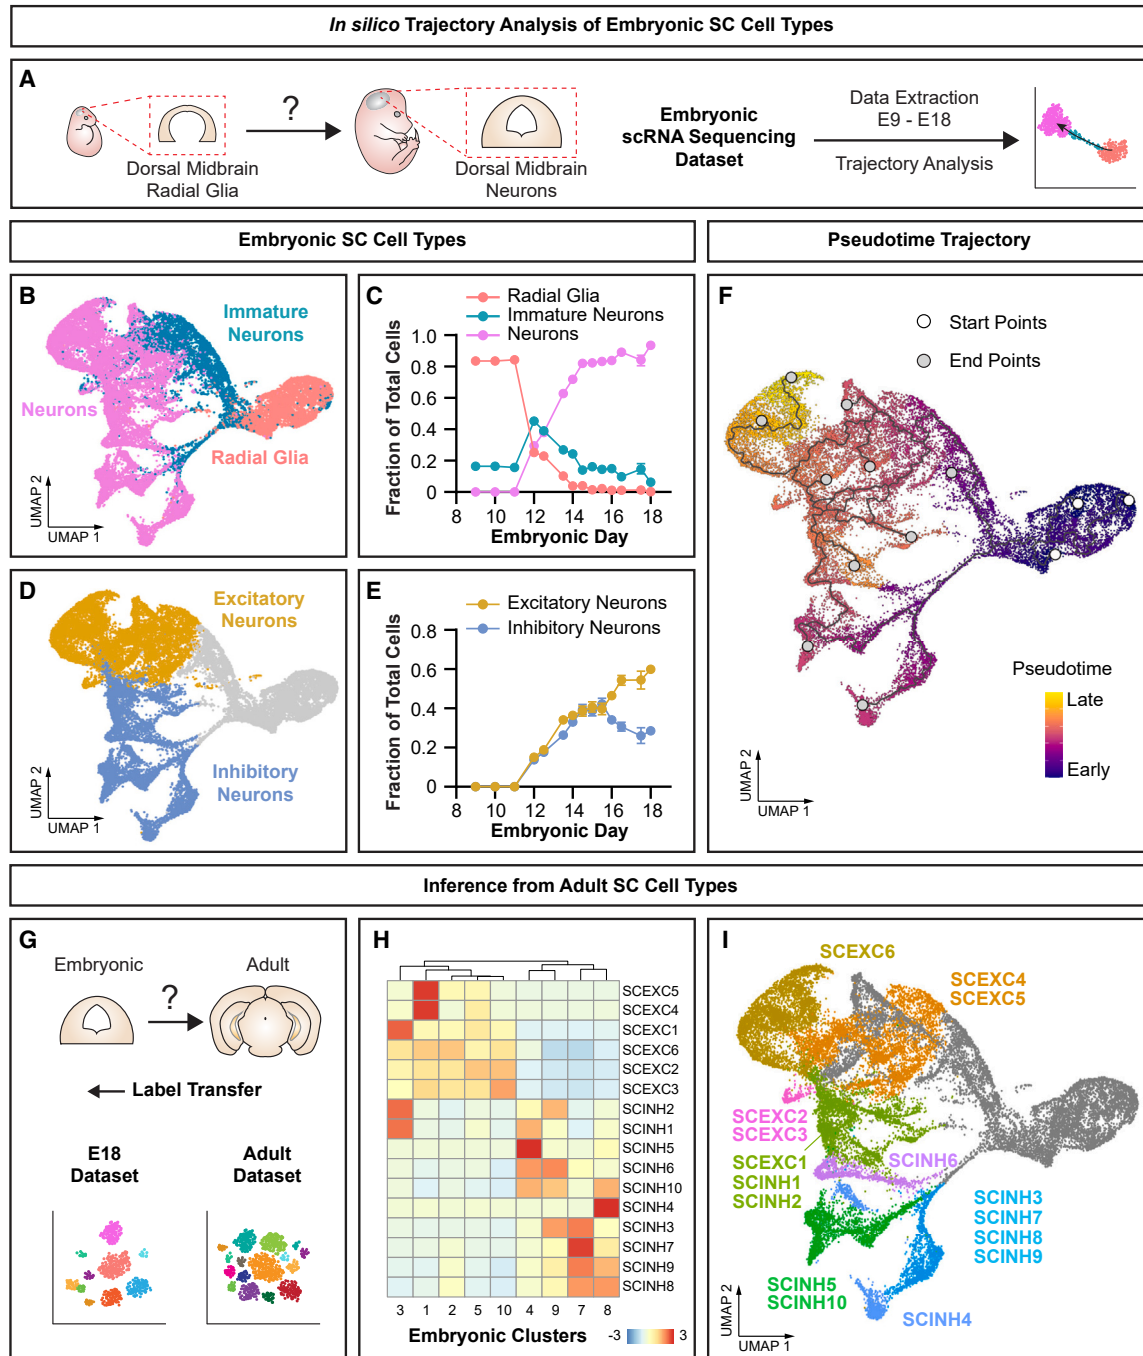 In silico Trajectory Analysis of Embryonic SC Cell Types
A
?
Dorsal Midbrain
Radial Glia
Dorsal Midbrain
Neurons
Embryonic
scRNA Sequencing
Dataset
Data Extraction
E9 - E18
Trajectory Analysis
Embryonic SC Cell Types
Pseudotime Trajectory
B
Immature
Neurons
Neurons
Radial Glia
UMAP 2
UMAP 1
C
Radial Glia
Immature Neurons
Neurons
Fraction of Total Cells
1.0
0.8
0.6
0.4
0.2
0
8 10 12 14 16 18
Embryonic Day
D
Excitatory
Neurons
Inhibitory
Neurons
UMAP 2
UMAP 1
E
Excitatory Neurons
Inhibitory Neurons
Fraction of Total Cells
0.8
0.6
0.4
0.2
0
8 10 12 14 16 18
Embryonic Day
F
Start Points
End Points
Pseudotime
Late
Early
UMAP 2
UMAP 1
Inference from Adult SC Cell Types
G
Embryonic
Adult
?
Label Transfer
E18
Dataset
Adult
Dataset
H
SCEXC5
SCEXC4
SCEXC1
SCEXC6
SCEXC2
SCEXC3
SCINH2
SCINH1
SCINH5
SCINH6
SCINH10
SCINH4
SCINH3
SCINH7
SCINH9
SCINH8
3 1 2 5 10 4 9 7 8
Embryonic Clusters
-3 3
I
SCEXC6
SCEXC4
SCEXC5
SCEXC2
SCEXC3
SCEXC1
SCINH1
SCINH2
SCINH6
SCINH3
SCINH7
SCINH8
SCINH9
SCINH5
SCINH10
SCINH4
UMAP 2
UMAP 1